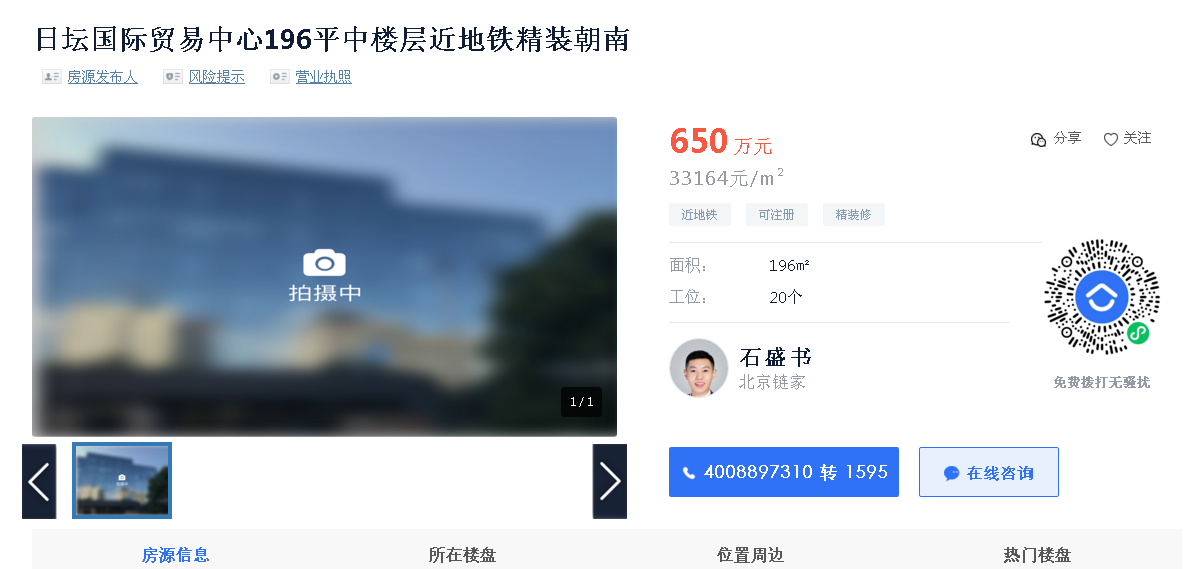 日坛国际贸易中心196平中楼层近地铁精装朝南
房源发布人 风险提示 营业执照
拍摄中
1/1
650万元
分享 关注
33164元/m²
近地铁 可注册 精装修
面积： 196m²
工位： 20个
石盛书
北京链家
免费拨打无骚扰
4008897310 转 1595
在线咨询
房源信息 所在楼盘 位置周边 热门楼盘